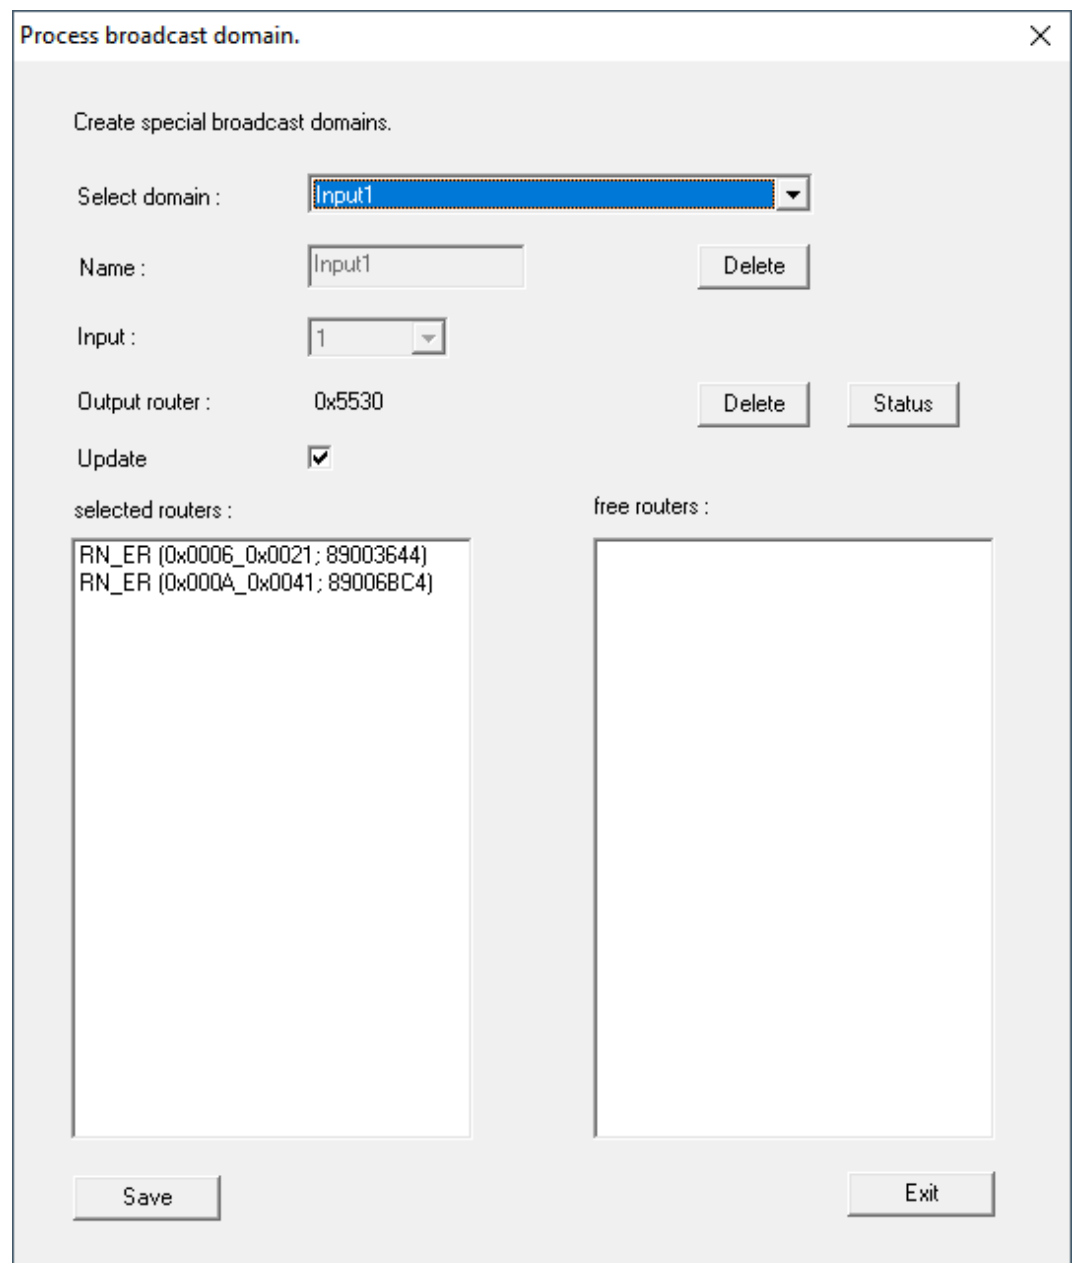 Process broadcast domain.
Create special broadcast domains.
Select domain : Input1
Name : Input1 Delete
Input : 1
Output router : 0x5530 Delete Status
Update
selected routers : free routers :
RN_ER (0x0006_0x0021; 89003644)
RN_ER (0x000A_0x0041; 89006BC4)
Save Exit